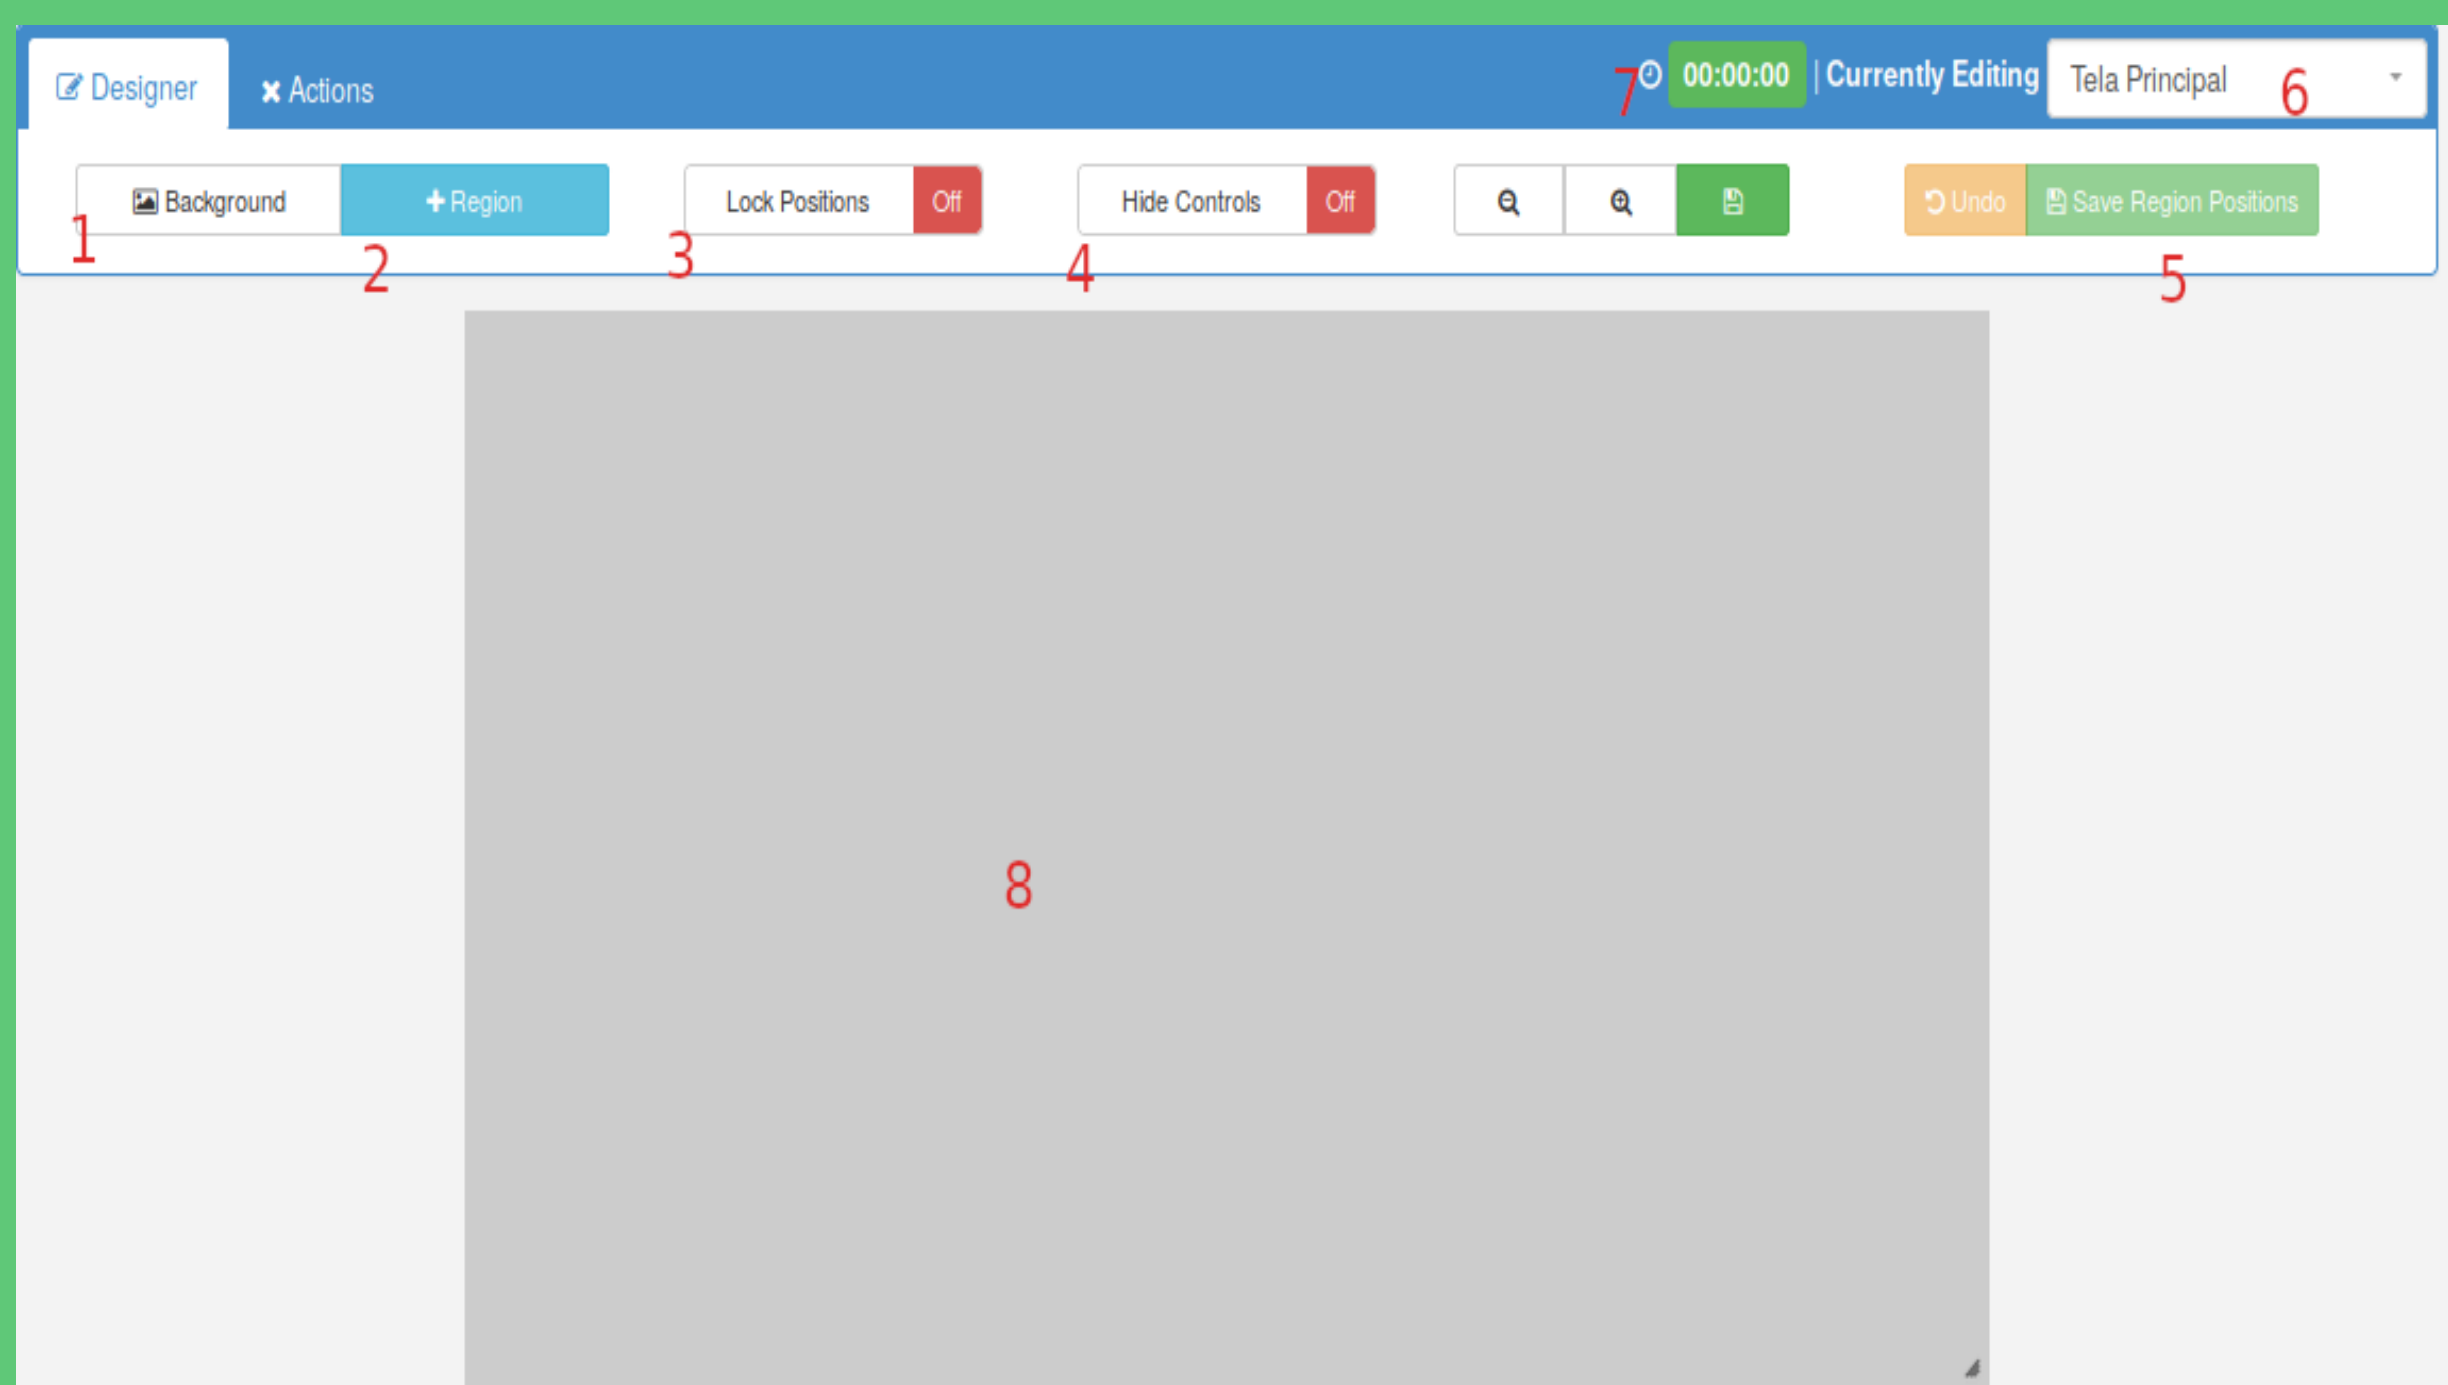 Designer Actions 7 00:00:00 | Currently Editing Tela Principal 6
Background + Region Lock Positions Off Hide Controls Off Undo Save Region Positions
1 2 3 4 5
8